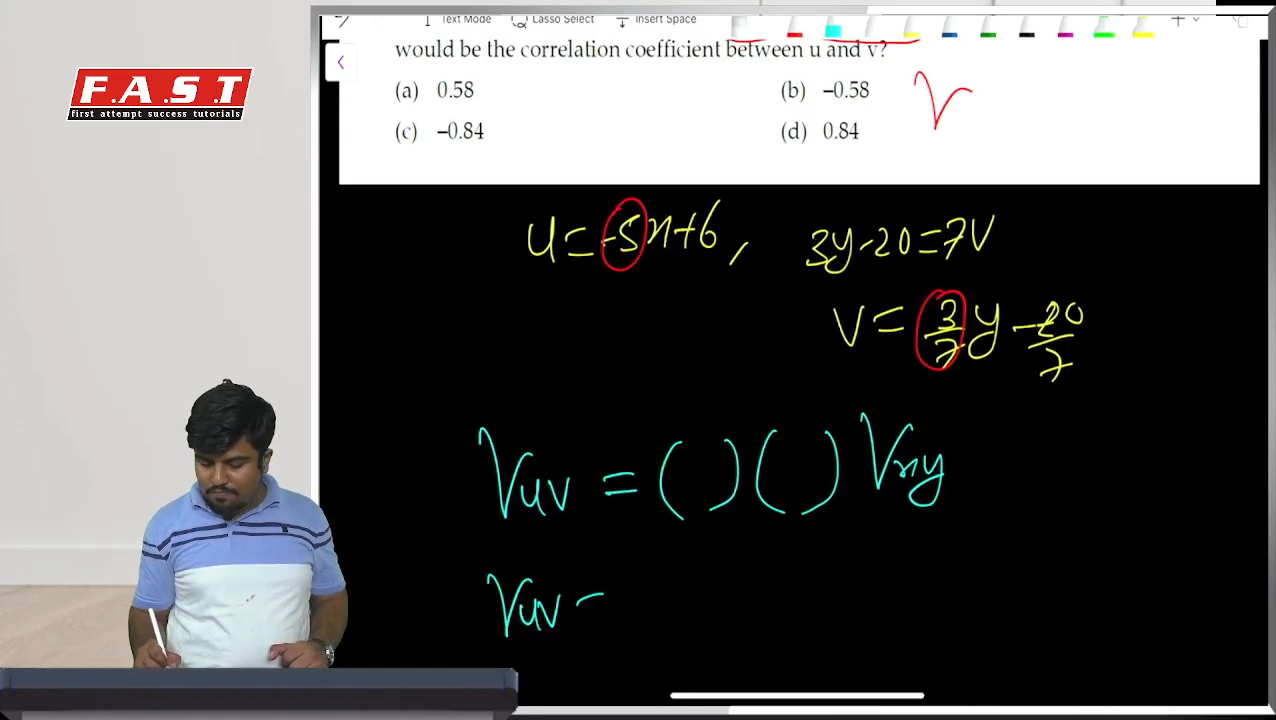 Text Mode Lasso Select Insert Space
F.A.S.T
first attempt success tutorials
would be the correlation coefficient between u and v?
(a) 0.58 (b) –0.58
(c) –0.84 (d) 0.84
r
u = -5x+6, 3y-20=7v
v = 3/7 y - 20/7
ruv = ( )( ) rxy
ruv -